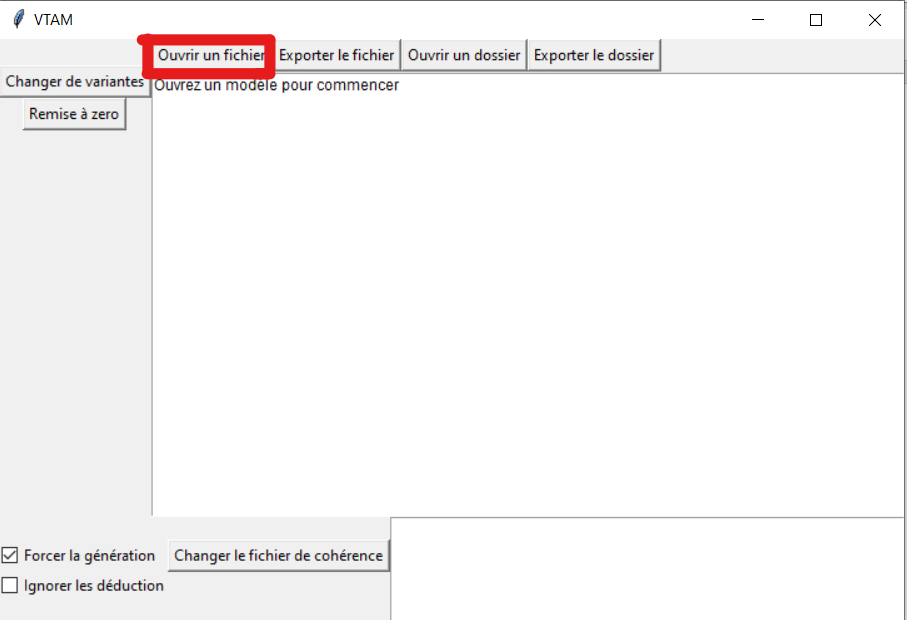 VTAM
Ouvrir un fichier Exporter le fichier Ouvrir un dossier Exporter le dossier
Changer de variantes
Ouvrez un modèle pour commencer
Remise à zero
Forcer la génération Changer le fichier de cohérence
Ignorer les déduction